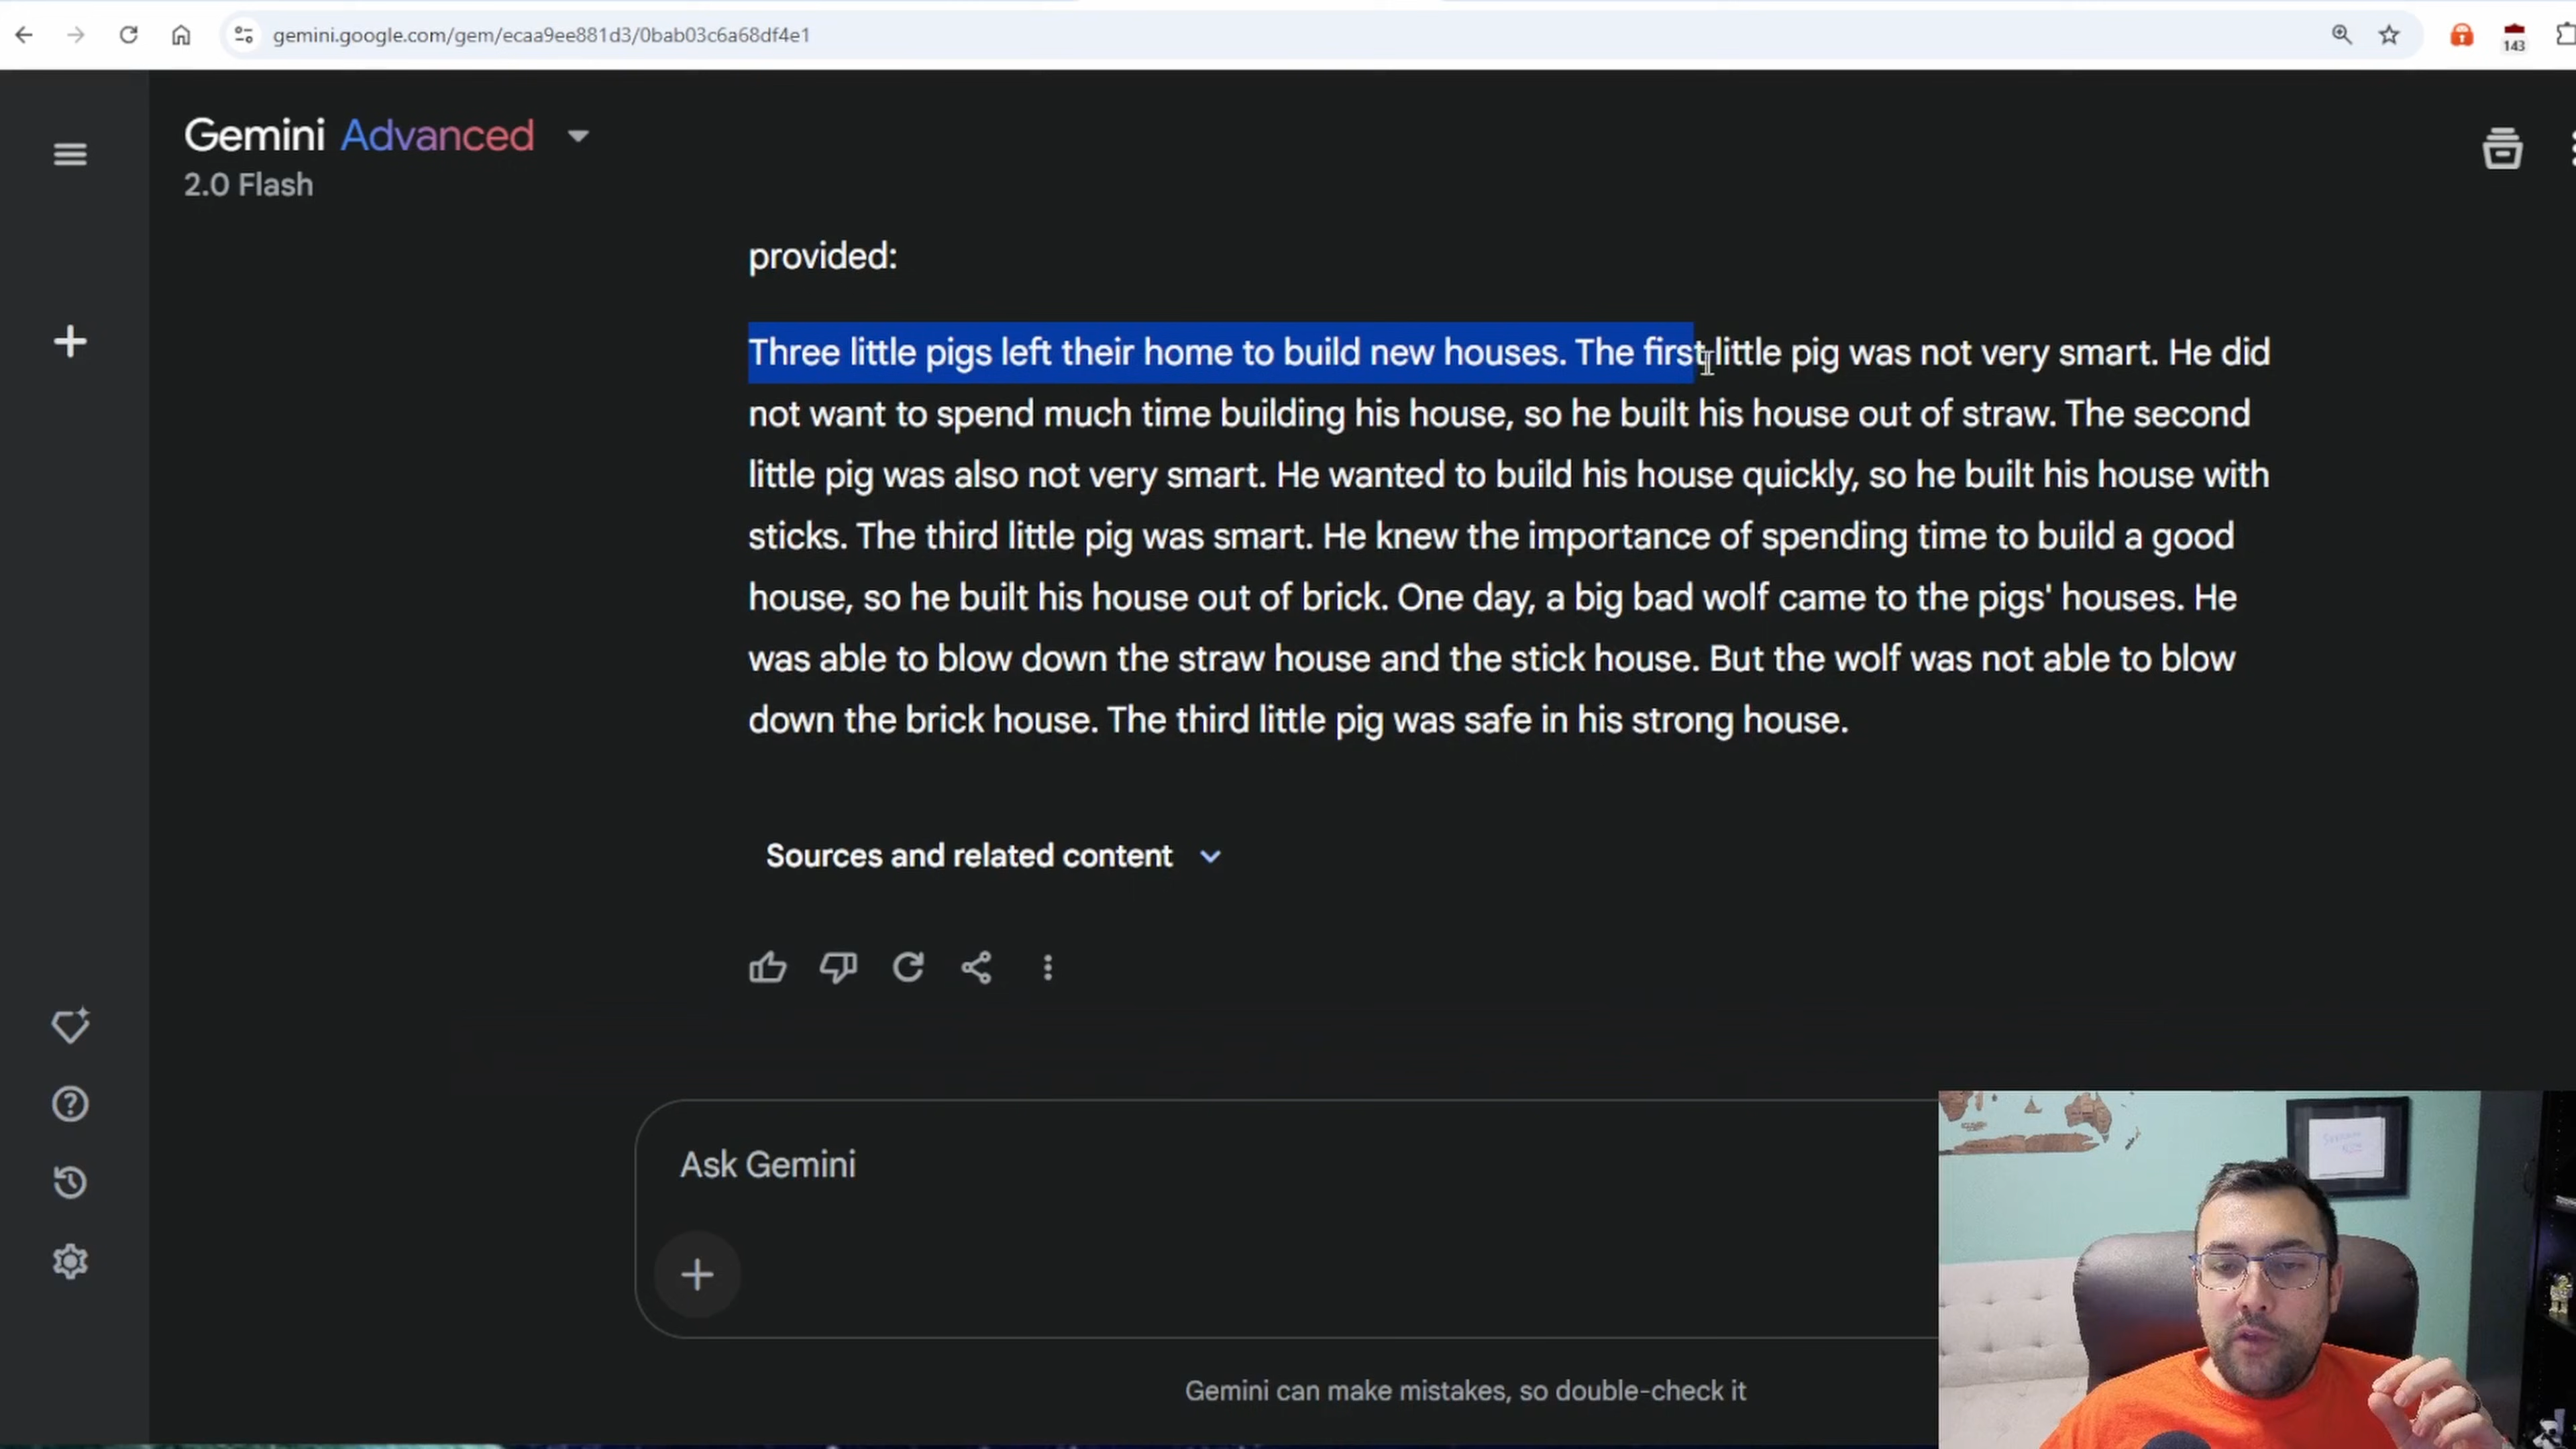 gemini.google.com/gem/ecaa9ee881d3/0bab03c6a68df4e1
143
Gemini Advanced
2.0 Flash
provided:
Three little pigs left their home to build new houses. The first little pig was not very smart. He did
not want to spend much time building his house, so he built his house out of straw. The second
little pig was also not very smart. He wanted to build his house quickly, so he built his house with
sticks. The third little pig was smart. He knew the importance of spending time to build a good
house, so he built his house out of brick. One day, a big bad wolf came to the pigs' houses. He
was able to blow down the straw house and the stick house. But the wolf was not able to blow
down the brick house. The third little pig was safe in his strong house.
Sources and related content
Ask Gemini
Gemini can make mistakes, so double-check it